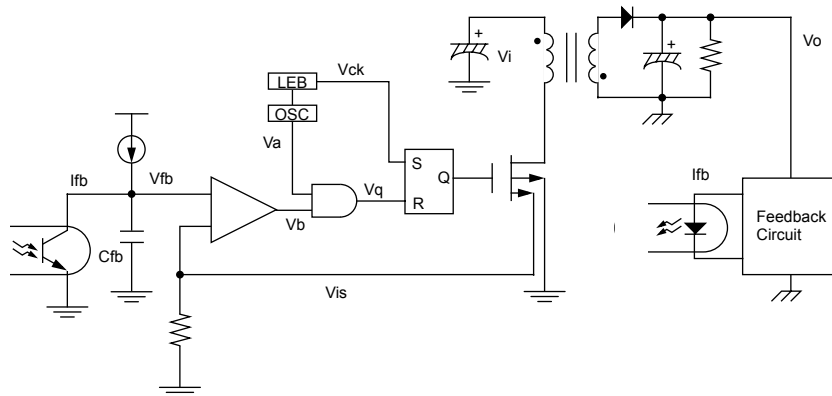 +
Vi
+
Vo
Vck
LEB
OSC
Va
S
Q
R
Ifb
Vfb
Vq
Vb
Cfb
Vis
Ifb
Feedback
Circuit